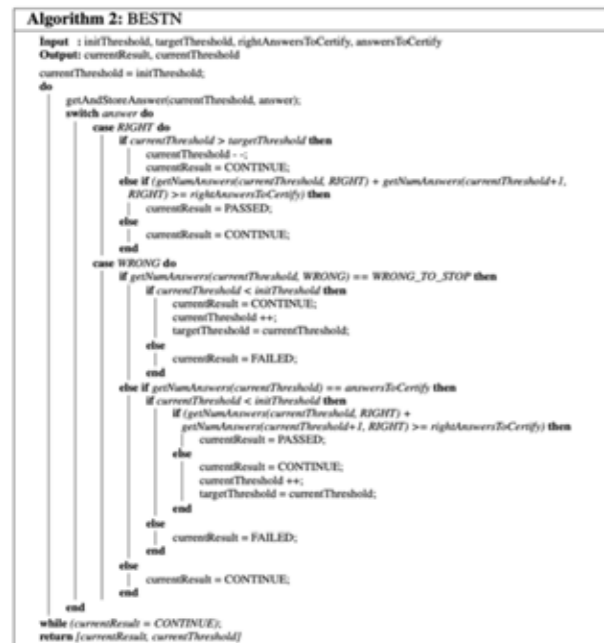 Algorithm 2: BESTN
Input : initThreshold, targetThreshold, rightAnswersToCertify, answersToCertify
Output: currentResult, currentThreshold
currentThreshold = initThreshold;
do
getAndStoreAnswer(currentThreshold, answer);
switch answer do
case RIGHT do
if currentThreshold > targetThreshold then
currentThreshold - -;
currentResult = CONTINUE;
else if (getNumAnswers(currentThreshold, RIGHT) + getNumAnswers(currentThreshold+1,
RIGHT) >= rightAnswersToCertify) then
currentResult = PASSED;
else
currentResult = CONTINUE;
end
case WRONG do
if getNumAnswers(currentThreshold, WRONG) == WRONG_TO_STOP then
if currentThreshold < initThreshold then
currentResult = CONTINUE;
currentThreshold ++;
targetThreshold = currentThreshold;
else
currentResult = FAILED;
end
else if getNumAnswers(currentThreshold) == answersToCertify then
if currentThreshold < initThreshold then
if (getNumAnswers(currentThreshold, RIGHT) +
getNumAnswers(currentThreshold+1, RIGHT) >= rightAnswersToCertify) then
currentResult = PASSED;
else
currentResult = CONTINUE;
currentThreshold ++;
targetThreshold = currentThreshold;
end
else
currentResult = FAILED;
end
else
currentResult = CONTINUE;
end
end
while (currentResult = CONTINUE);
return [currentResult, currentThreshold]